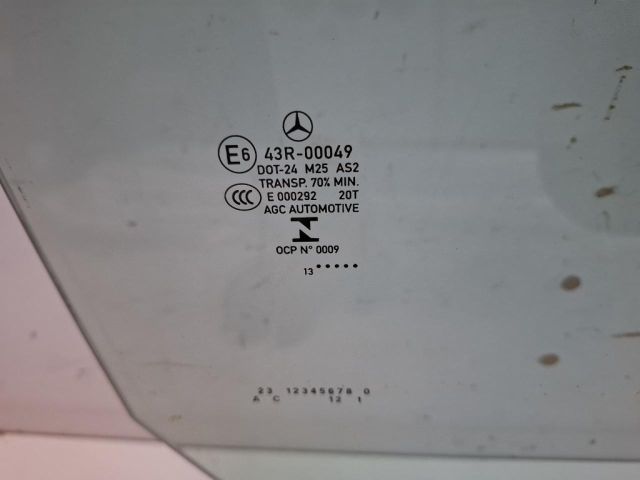 E6 43R-00049
DOT-24 M25 AS2
TRANSP. 70% MIN.
CCC E 000292 20T
AGC AUTOMOTIVE
N
OCP N° 0009
13 •••••
23 12345678 0
A C 12 1